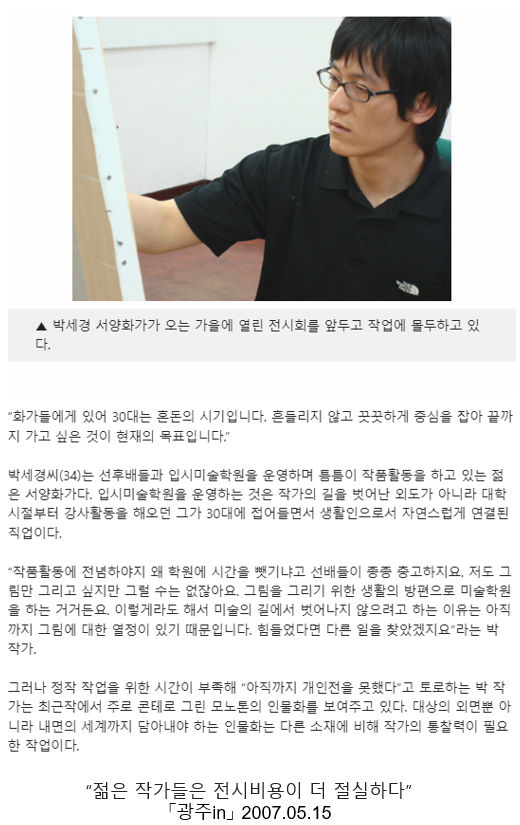 THE NORTH FACE
▲ 박세경 서양화가가 오는 가을에 열린 전시회를 앞두고 작업에 몰두하고 있
다.
“화가들에게 있어 30대는 혼돈의 시기입니다. 흔들리지 않고 끗끗하게 중심을 잡아 끝까
지 가고 싶은 것이 현재의 목표입니다.”
박세경씨(34)는 선후배들과 입시미술학원을 운영하며 틈틈이 작품활동을 하고 있는 젊
은 서양화가다. 입시미술학원을 운영하는 것은 작가의 길을 벗어난 외도가 아니라 대학
시절부터 강사활동을 해오던 그가 30대에 접어들면서 생활인으로서 자연스럽게 연결된
직업이다.
“작품활동에 전념하야지 왜 학원에 시간을 뺏기냐고 선배들이 종종 충고하지요. 저도 그
림만 그리고 싶지만 그럴 수는 없잖아요. 그림을 그리기 위한 생활의 방편으로 미술학원
을 하는 거거든요. 이렇게라도 해서 미술의 길에서 벗어나지 않으려고 하는 이유는 아직
까지 그림에 대한 열정이 있기 때문입니다. 힘들었다면 다른 일을 찾았겠지요”라는 박
작가.
그러나 정작 작업을 위한 시간이 부족해 “아직까지 개인전을 못했다”고 토로하는 박 작
가는 최근작에서 주로 콘테로 그린 모노톤의 인물화를 보여주고 있다. 대상의 외면뿐 아
니라 내면의 세계까지 담아내야 하는 인물화는 다른 소재에 비해 작가의 통찰력이 필요
한 작업이다.
“젊은 작가들은 전시비용이 더 절실하다”
「광주in」 2007.05.15